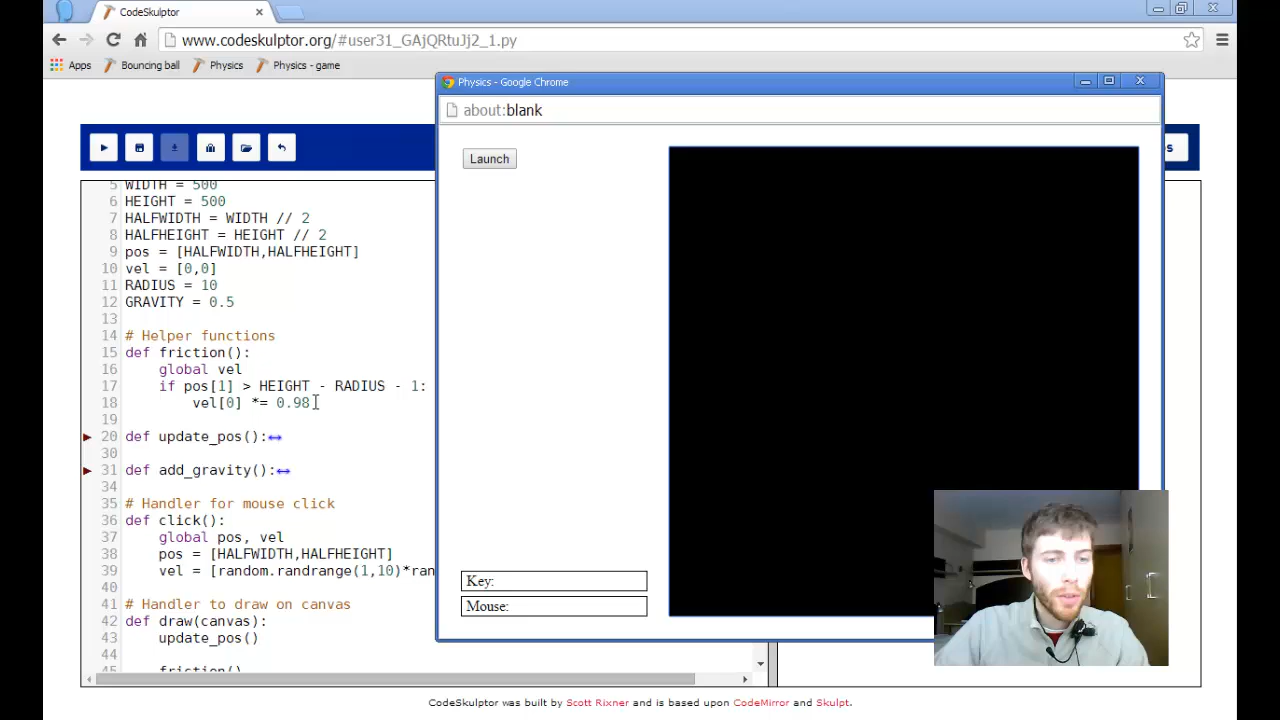 CodeSkulptor
www.codeskulptor.org/#user31_GAjQRtuJj2_1.py
Apps Bouncing ball Physics Physics - game
Physics - Google Chrome
about:blank
Launch
Key:
Mouse:
5 WIDTH = 500
6 HEIGHT = 500
7 HALFWIDTH = WIDTH // 2
8 HALFHEIGHT = HEIGHT // 2
9 pos = [HALFWIDTH,HALFHEIGHT]
10 vel = [0,0]
11 RADIUS = 10
12 GRAVITY = 0.5
13
14 # Helper functions
15 def friction():
16 global vel
17 if pos[1] > HEIGHT - RADIUS - 1:
18 vel[0] *= 0.98
19
20 def update_pos():
30
31 def add_gravity():
34
35 # Handler for mouse click
36 def click():
37 global pos, vel
38 pos = [HALFWIDTH,HALFHEIGHT]
39 vel = [random.randrange(1,10)*ran
40
41 # Handler to draw on canvas
42 def draw(canvas):
43 update_pos()
44
45 friction()
CodeSkulptor was built by Scott Rixner and is based upon CodeMirror and Skulpt.